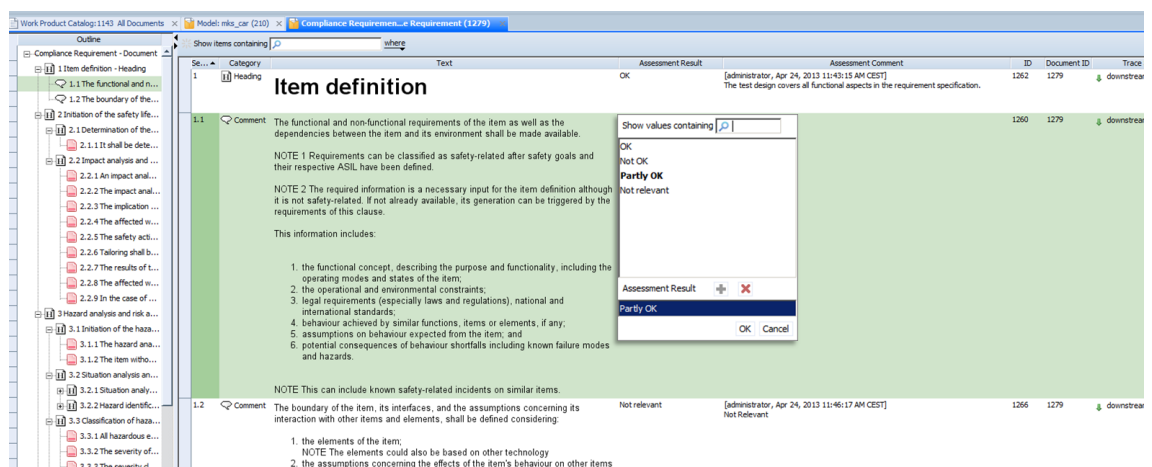 Work Product Catalog:1143 All Documents
Model: mks_car (210)
Compliance Requiremen...e Requirement (1279)
Outline
Compliance Requirement - Document
1 Item definition - Heading
1.1 The functional and n...
1.2 The boundary of the...
2 Initiation of the safety life...
2.1 Determination of the...
2.1.1 It shall be dete...
2.2 Impact analysis and ...
2.2.1 An impact anal...
2.2.2 The impact anal...
2.2.3 The implication ...
2.2.4 The affected w...
2.2.5 The safety acti...
2.2.6 Tailoring shall b...
2.2.7 The results of t...
2.2.8 The affected w...
2.2.9 In the case of ...
3 Hazard analysis and risk a...
3.1 Initiation of the haza...
3.1.1 The hazard ana...
3.1.2 The item witho...
3.2 Situation analysis an...
3.2.1 Situation analy...
3.2.2 Hazard identific...
3.3 Classification of haza...
3.3.1 All hazardous e...
3.3.2 The severity of...
3.3.3 The severity d...
Show items containing
where
Se... Category Text Assessment Result Assessment Comment ID Document ID Trace
1 Heading Item definition OK [administrator, Apr 24, 2013 11:43:15 AM CEST] 1262 1279 downstrear
The test design covers all functional aspects in the requirement specification.
1.1 Comment The functional and non-functional requirements of the item as well as the 1260 1279 downstrear
dependencies between the item and its environment shall be made available.
NOTE 1 Requirements can be classified as safety-related after safety goals and
their respective ASIL have been defined.
NOTE 2 The required information is a necessary input for the item definition although
it is not safety-related. If not already available, its generation can be triggered by the
requirements of this clause.
This information includes:
1. the functional concept, describing the purpose and functionality, including the
operating modes and states of the item;
2. the operational and environmental constraints;
3. legal requirements (especially laws and regulations), national and
international standards;
4. behaviour achieved by similar functions, items or elements, if any;
5. assumptions on behaviour expected from the item; and
6. potential consequences of behaviour shortfalls including known failure modes
and hazards.
NOTE This can include known safety-related incidents on similar items.
Show values containing
OK
Not OK
Partly OK
Not relevant
Assessment Result
Partly OK
OK Cancel
1.2 Comment The boundary of the item, its interfaces, and the assumptions concerning its Not relevant [administrator, Apr 24, 2013 11:46:17 AM CEST] 1266 1279 downstrear
interaction with other items and elements, shall be defined considering: Not Relevant
1. the elements of the item;
NOTE The elements could also be based on other technology
2. the assumptions concerning the effects of the item's behaviour on other items